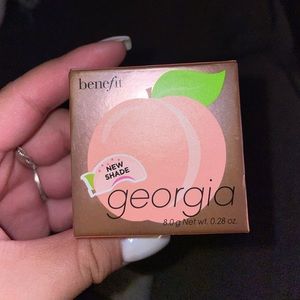 benefit
NEW
SHADE
georgia
8.0 g Net wt. 0.28 oz.